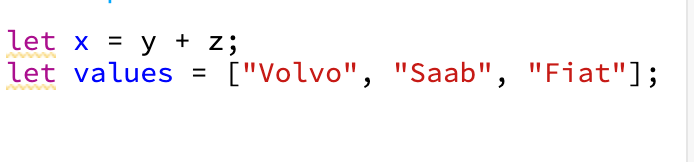 let x = y + z;
let values = ["Volvo", "Saab", "Fiat"];